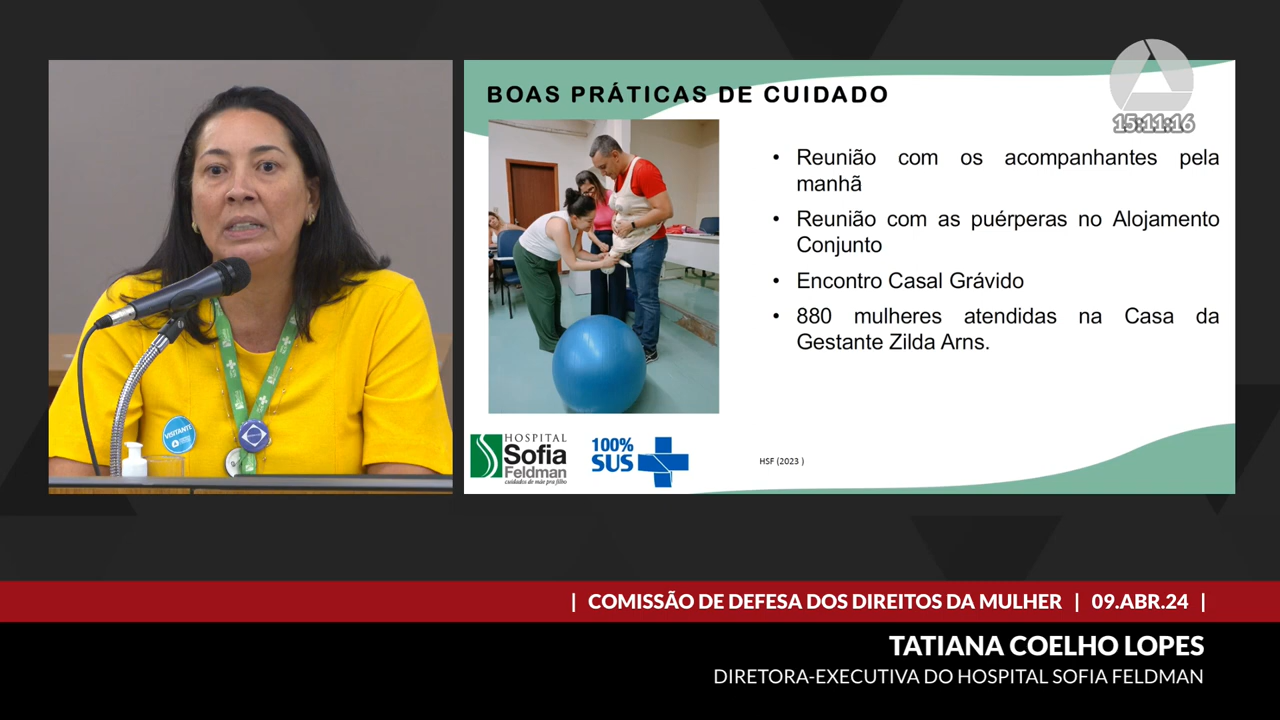 BOAS PRÁTICAS DE CUIDADO
15:11:16
• Reunião com os acompanhantes pela
manhã
• Reunião com as puérperas no Alojamento
Conjunto
• Encontro Casal Grávido
• 880 mulheres atendidas na Casa da
Gestante Zilda Arns.
VISITANTE
HOSPITAL
Sofia
Feldman
cuidados de mãe pra filho
100%
SUS
HSF (2023 )
| COMISSÃO DE DEFESA DOS DIREITOS DA MULHER | 09.ABR.24 |
TATIANA COELHO LOPES
DIRETORA-EXECUTIVA DO HOSPITAL SOFIA FELDMAN